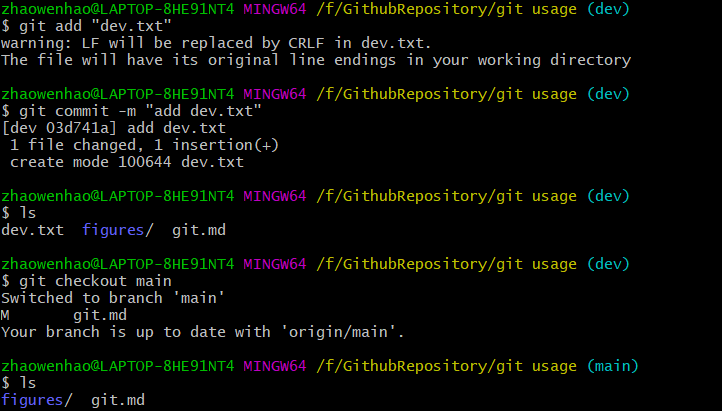 zhaowenhao@LAPTOP-8HE91NT4 MINGW64 /f/GithubRepository/git usage (dev)
$ git add "dev.txt"
warning: LF will be replaced by CRLF in dev.txt.
The file will have its original line endings in your working directory
zhaowenhao@LAPTOP-8HE91NT4 MINGW64 /f/GithubRepository/git usage (dev)
$ git commit -m "add dev.txt"
[dev 03d741a] add dev.txt
 1 file changed, 1 insertion(+)
 create mode 100644 dev.txt
zhaowenhao@LAPTOP-8HE91NT4 MINGW64 /f/GithubRepository/git usage (dev)
$ ls
dev.txt  figures/  git.md
zhaowenhao@LAPTOP-8HE91NT4 MINGW64 /f/GithubRepository/git usage (dev)
$ git checkout main
Switched to branch 'main'
M       git.md
Your branch is up to date with 'origin/main'.
zhaowenhao@LAPTOP-8HE91NT4 MINGW64 /f/GithubRepository/git usage (main)
$ ls
figures/  git.md